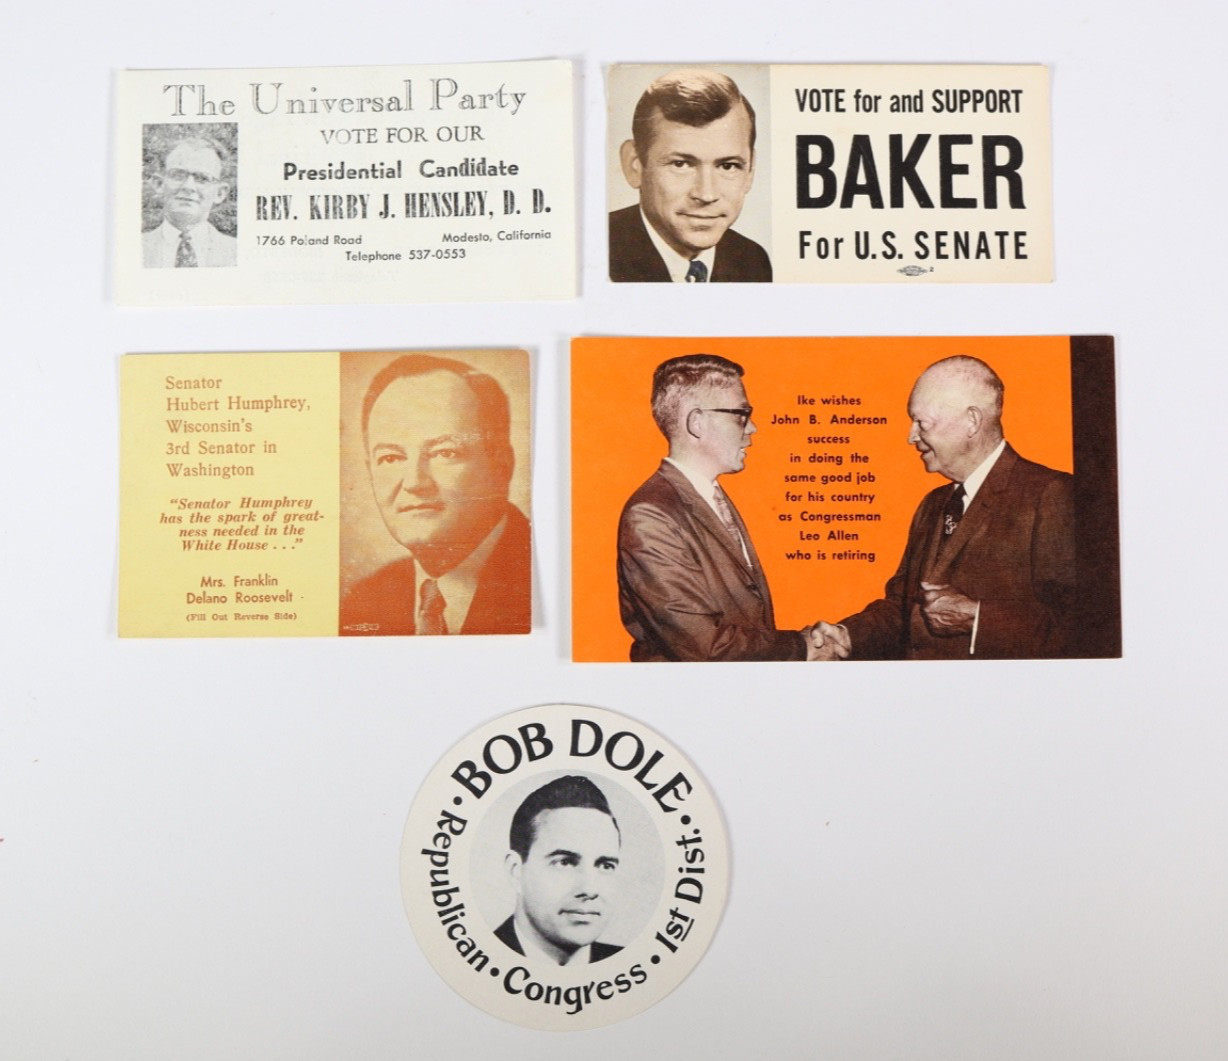 The Universal Party
VOTE FOR OUR
Presidential Candidate
REV. KIRBY J. HENSLEY, D. D.
1766 Poland Road
Modesto, California
Telephone 537-0553
VOTE for and SUPPORT
BAKER
For U.S. SENATE
2
Senator
Hubert Humphrey,
Wisconsin's
3rd Senator in
Washington
"Senator Humphrey
has the spark of great-
ness needed in the
White House . . ."
Mrs. Franklin
Delano Roosevelt
(Fill Out Reverse Side)
Ike wishes
John B. Anderson
success
in doing the
same good job
for his country
as Congressman
Leo Allen
who is retiring
• BOB DOLE •
Republican • Congress • 1st Dist.